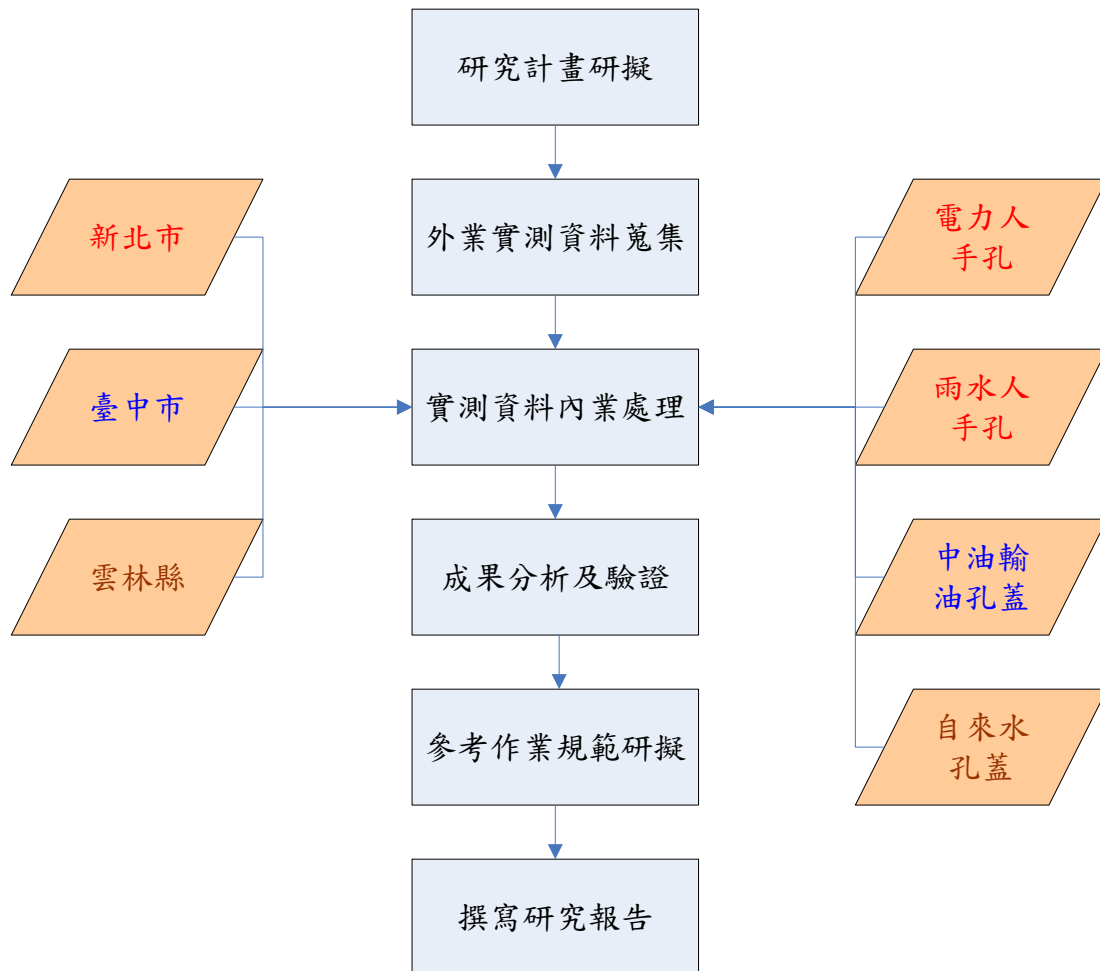 研究計畫研擬
新北市
外業實測資料蒐集
電力人
手孔
臺中市
實測資料內業處理
雨水人
手孔
雲林縣
成果分析及驗證
中油輸
油孔蓋
參考作業規範研擬
自來水
孔蓋
撰寫研究報告